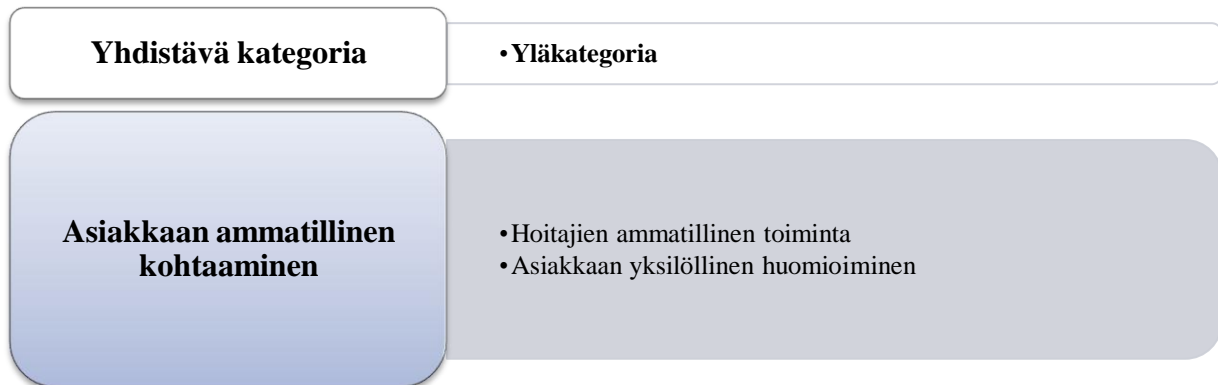 Yhdistävä kategoria
•Yläkategoria
Asiakkaan ammatillinen
kohtaaminen
•Hoitajien ammatillinen toiminta
•Asiakkaan yksilöllinen huomioiminen